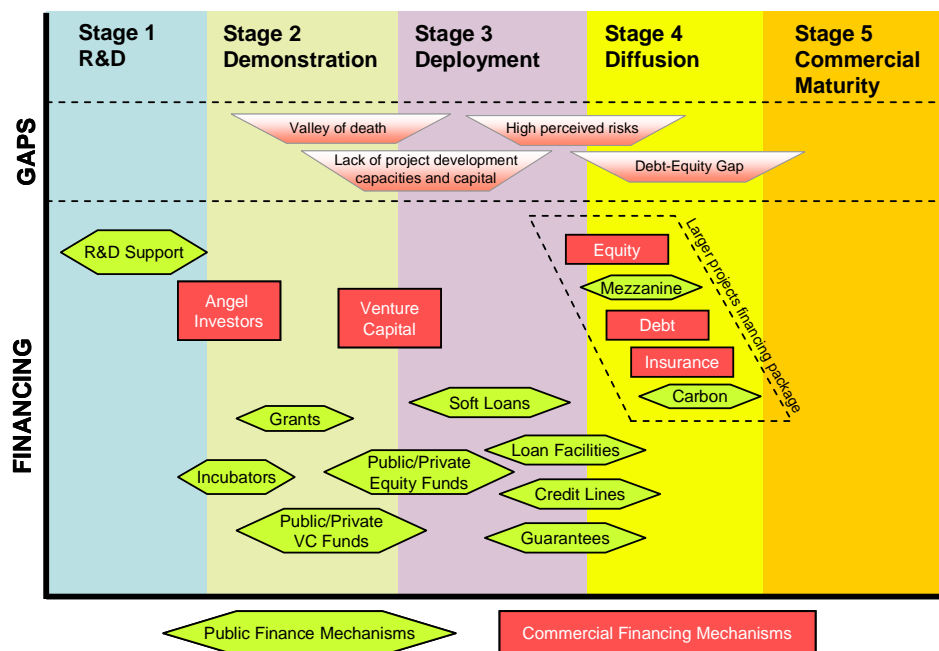 Stage 1
R&D
Stage 2
Demonstration
Stage 3
Deployment
Stage 4
Diffusion
Stage 5
Commercial
Maturity
GAPS
Valley of death
High perceived risks
Lack of project development
capacities and capital
Debt-Equity Gap
FINANCING
R&D Support
Angel
Investors
Venture
Capital
Equity
Mezzanine
Debt
Insurance
Carbon
Larger projects financing package
Soft Loans
Grants
Loan Facilities
Public/Private
Equity Funds
Incubators
Credit Lines
Public/Private
VC Funds
Guarantees
Public Finance Mechanisms
Commercial Financing Mechanisms